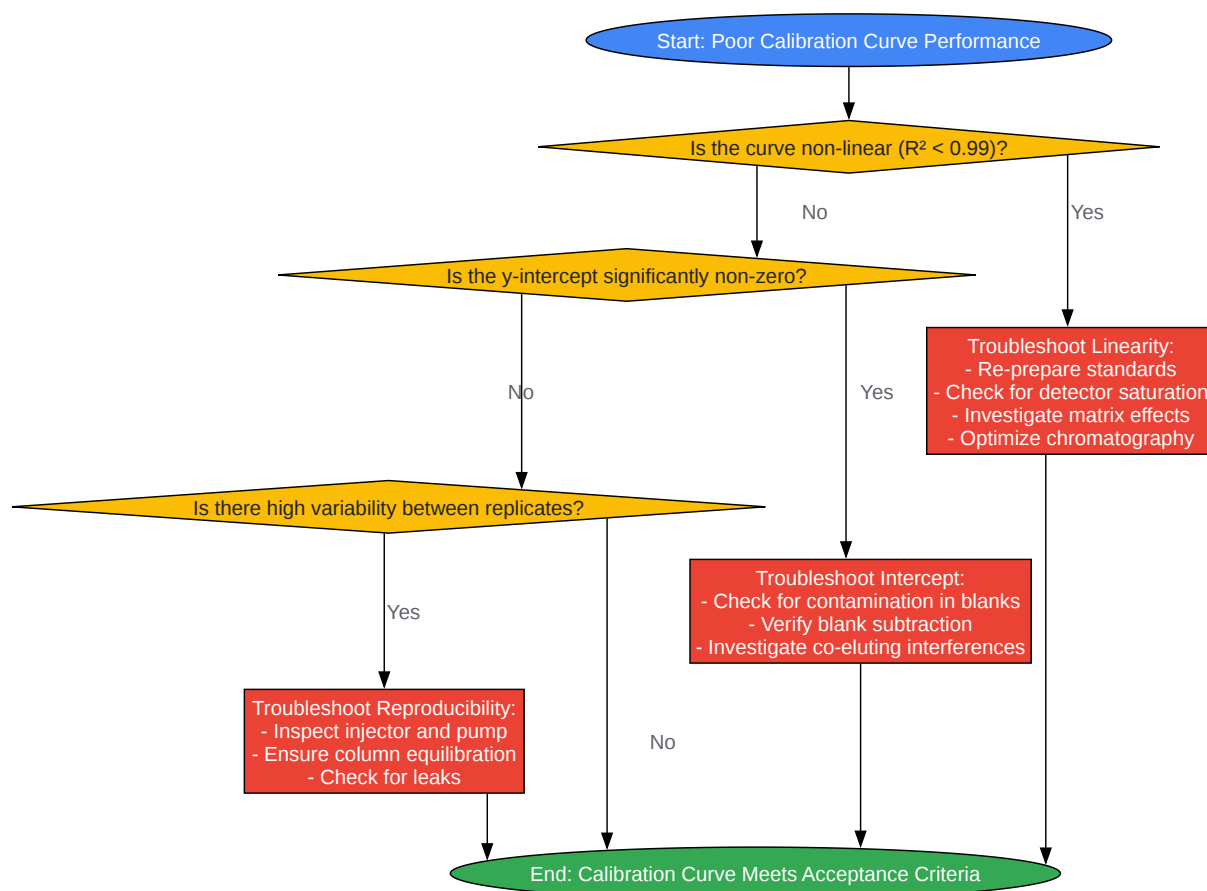 Start: Poor Calibration Curve Performance
Is the curve non-linear (R² < 0.99)?
No
Yes
Is the y-intercept significantly non-zero?
No
Yes
Troubleshoot Linearity:
- Re-prepare standards
- Check for detector saturation
- Investigate matrix effects
- Optimize chromatography
Is there high variability between replicates?
Yes
No
Troubleshoot Intercept:
- Check for contamination in blanks
- Verify blank subtraction
- Investigate co-eluting interferences
Troubleshoot Reproducibility:
- Inspect injector and pump
- Ensure column equilibration
- Check for leaks
End: Calibration Curve Meets Acceptance Criteria